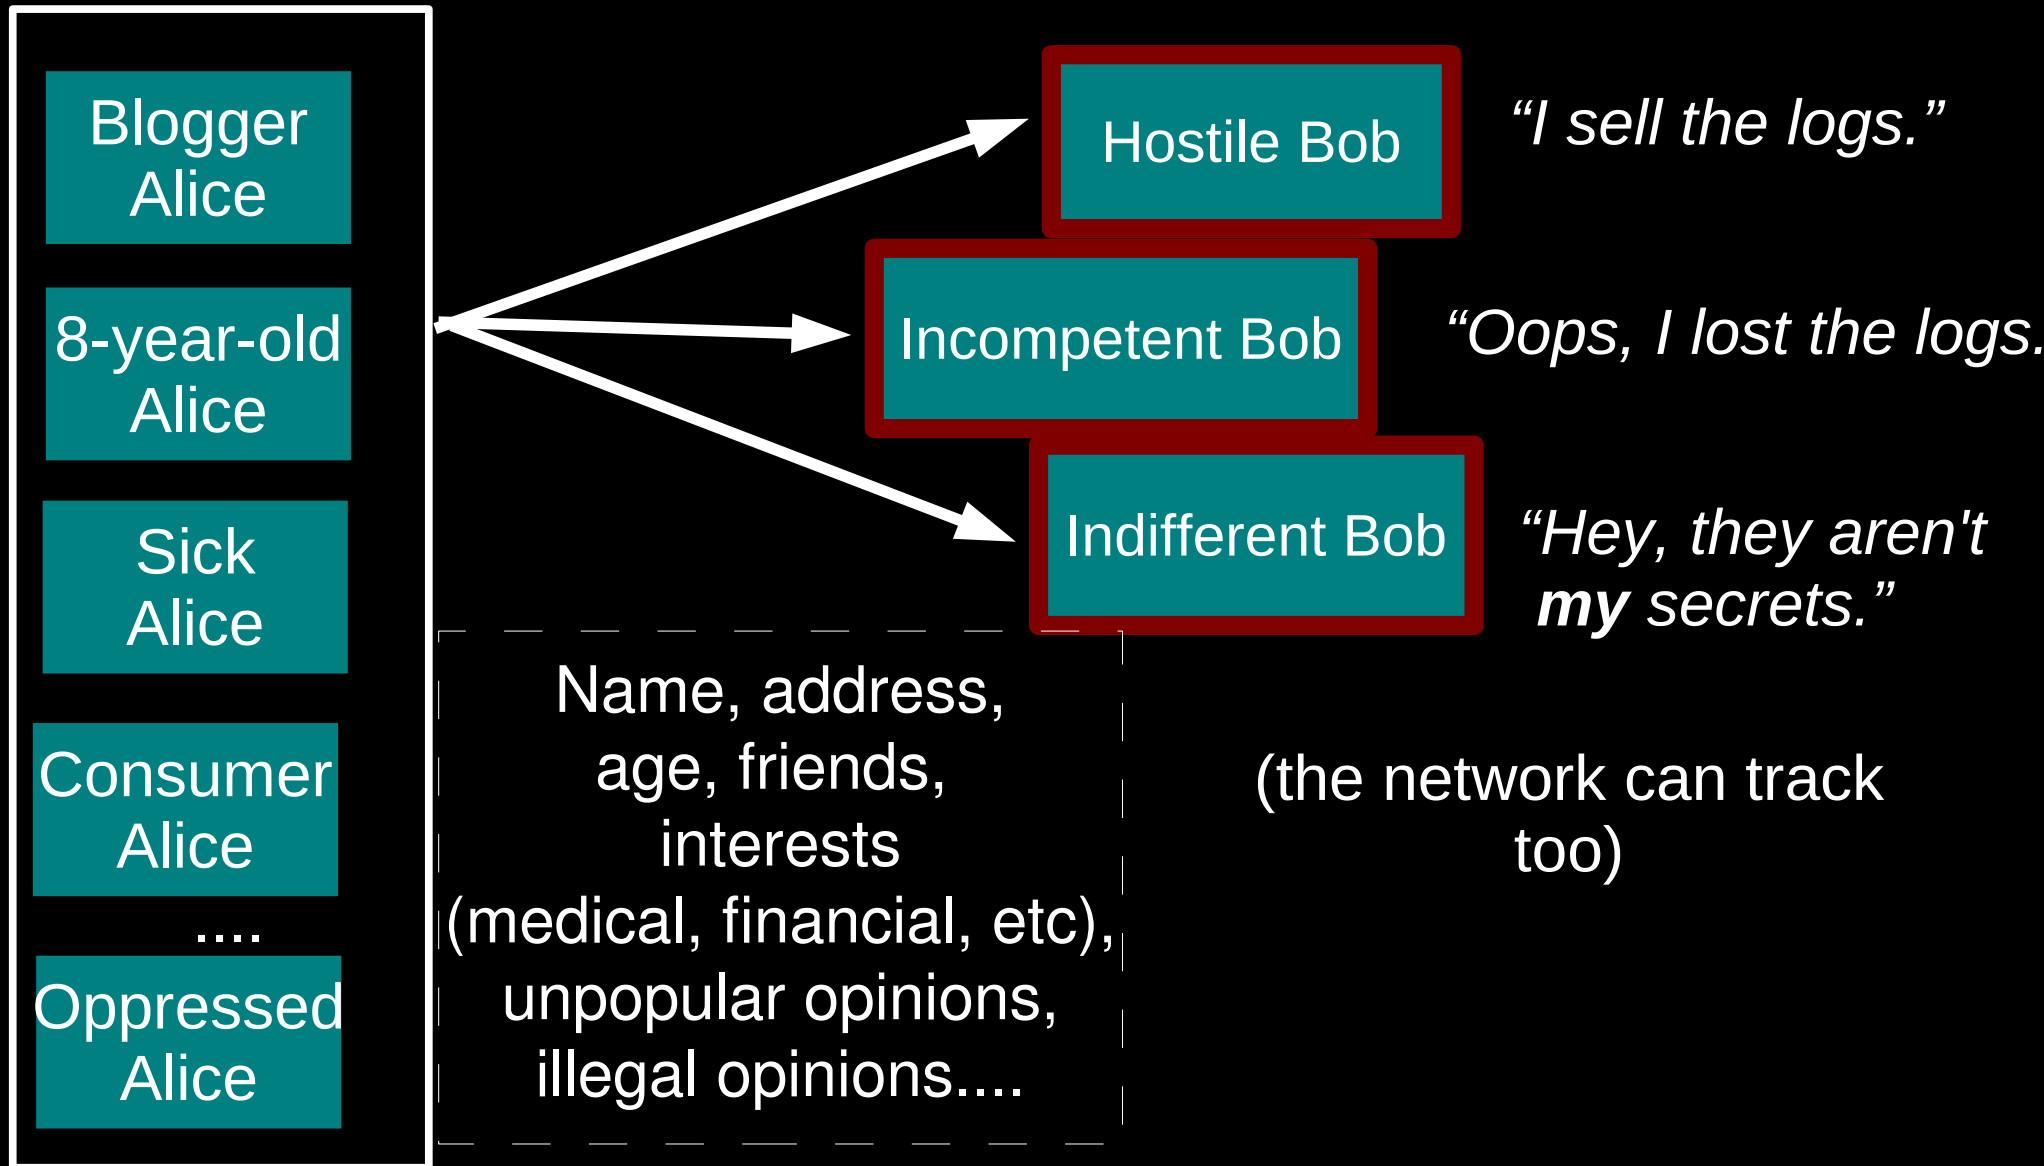 Blogger
Alice
8-year-old
Alice
Sick
Alice
Consumer
Alice
....
Oppressed
Alice
Hostile Bob
“I sell the logs.”
Incompetent Bob
“Oops, I lost the logs.
Indifferent Bob
“Hey, they aren't
my secrets.”
Name, address,
age, friends,
interests
(medical, financial, etc),
unpopular opinions,
illegal opinions....
(the network can track
too)